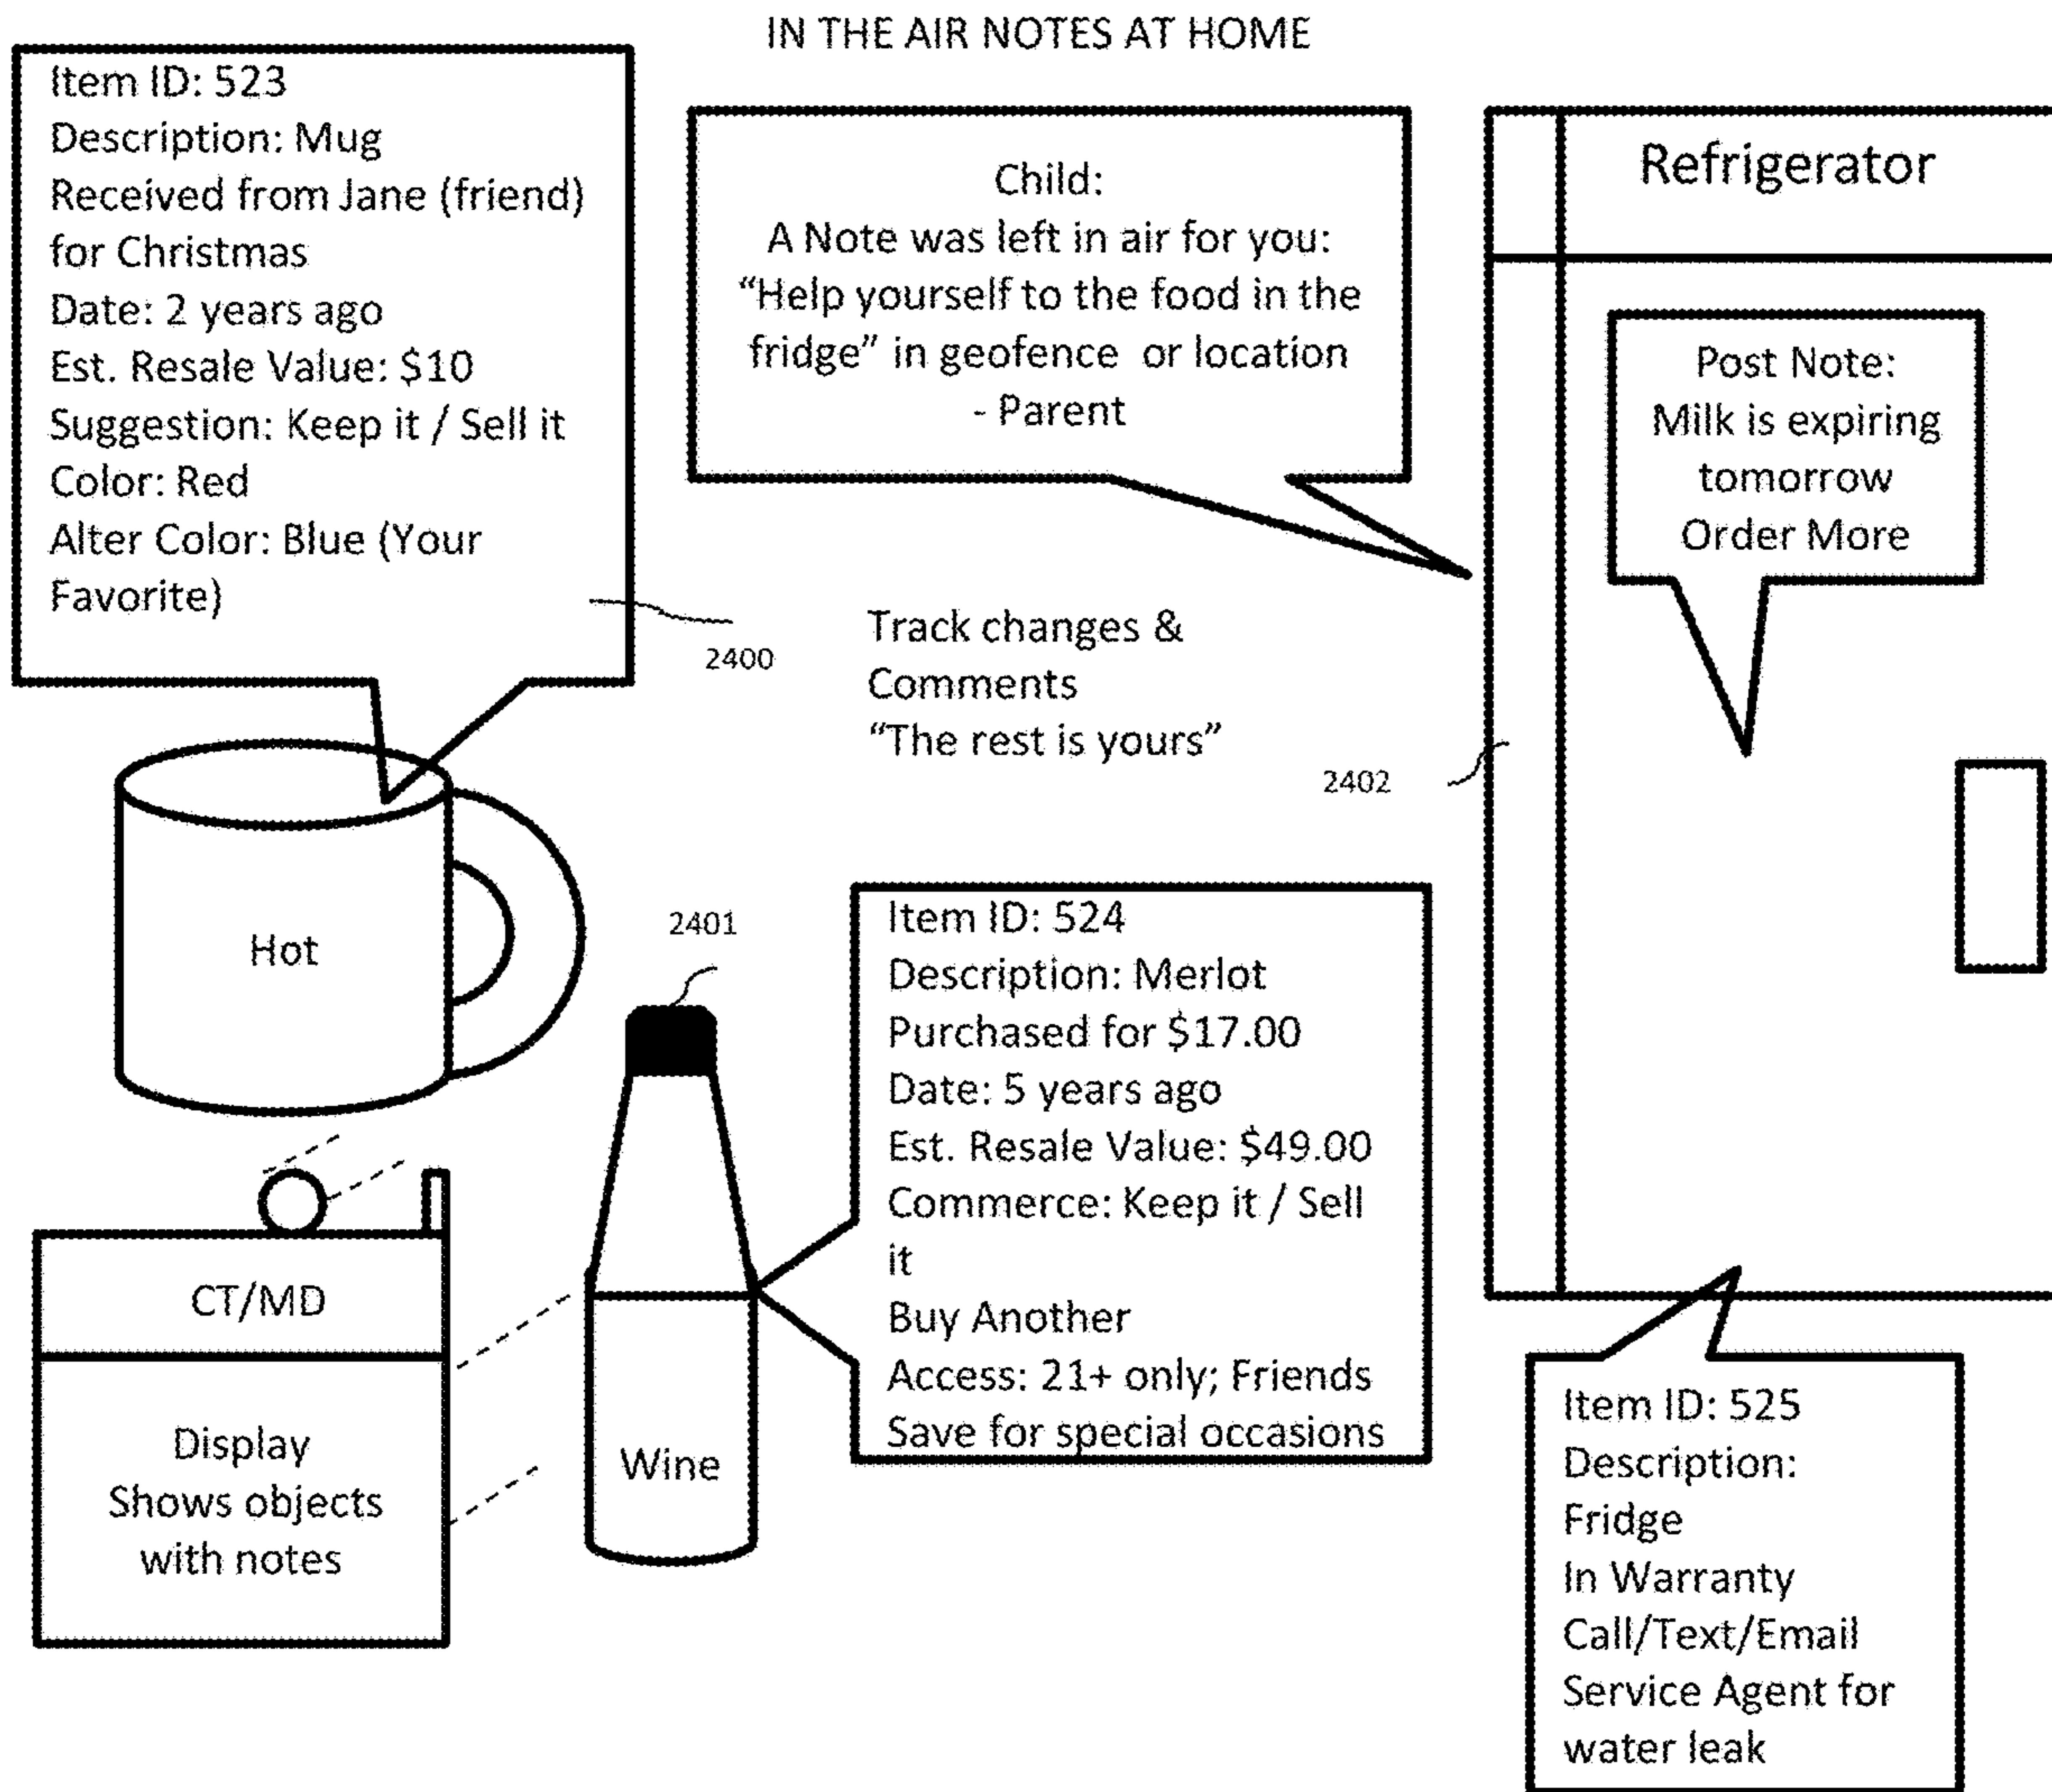 IN THE AIR NOTES AT HOME
Item ID: 523
Description: Mug
Received from Jane (friend)
for Christmas
Date: 2 years ago
Est. Resale Value: $10
Suggestion: Keep it / Sell it
Color: Red
Alter Color: Blue (Your
Favorite)
2400
Child:
A Note was left in air for you:
“Help yourself to the food in the
fridge” in geofence or location
- Parent
Refrigerator
Post Note:
Milk is expiring
tomorrow
Order More
Track changes &
Comments
“The rest is yours”
2402
Hot
2401
Item ID: 524
Description: Merlot
Purchased for $17.00
Date: 5 years ago
Est. Resale Value: $49.00
Commerce: Keep it / Sell
it
Buy Another
Access: 21+ only; Friends
Save for special occasions
CT/MD
Display
Shows objects
with notes
Wine
Item ID: 525
Description:
Fridge
In Warranty
Call/Text/Email
Service Agent for
water leak